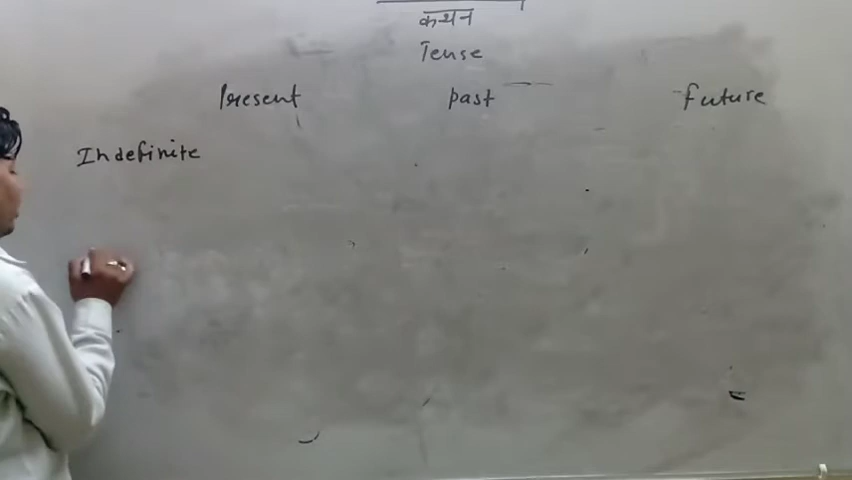 कथन
Tense
Present past future
Indefinite